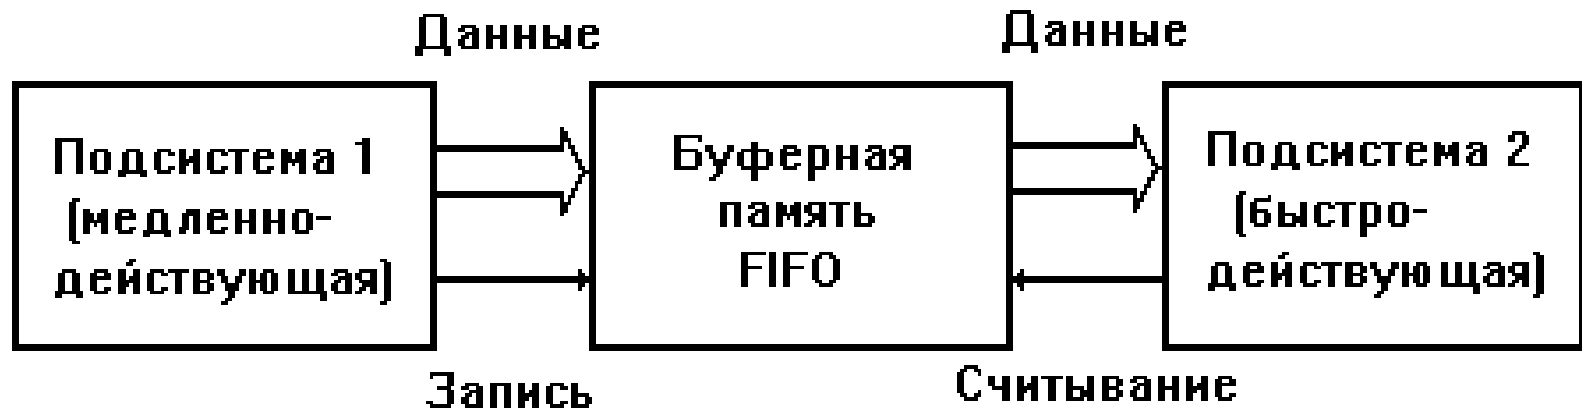 Данные
Данные
Подсистема 1
(медленно-
действующая)
Буферная
память
FIFO
Подсистема 2
(быстро-
действующая)
Запись
Считывание